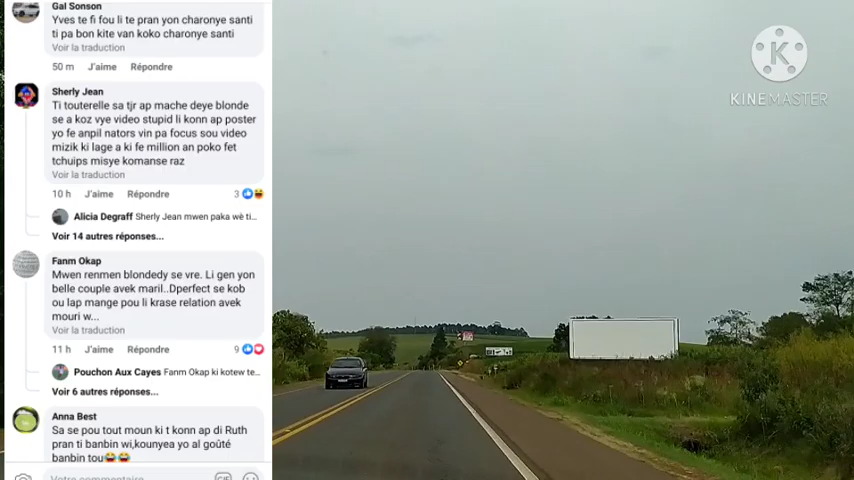 Gal Sonson
Yves te fi fou li te pran yon charonye santi
ti pa bon kite van koko charonye santi
Voir la traduction
50 m J'aime Répondre
Sherly Jean
Ti touterelle sa tjr ap mache deye blonde
se a koz vye video stupid li konn ap poster
yo fe anpil nators vin pa focus sou video
mizik ki lage a ki fe million an poko fet
tchuips misye komanse raz
Voir la traduction
10 h J'aime Répondre 3
Alicia Degraff Sherly Jean mwen paka wè ti...
Voir 14 autres réponses...
Fanm Okap
Mwen renmen blondedy se vre. Li gen yon
belle couple avek maril..Dperfect se kob
ou lap mange pou li krase relation avek
mouri w...
Voir la traduction
11 h J'aime Répondre 9
Pouchon Aux Cayes Fanm Okap ki kotew te...
Voir 6 autres réponses...
Anna Best
Sa se pou tout moun ki t konn ap di Ruth
pran ti banbin wi,kounyea yo al goûté
banbin tou😂😂
Votre commentaire...
GIF
K
KINEMASTER